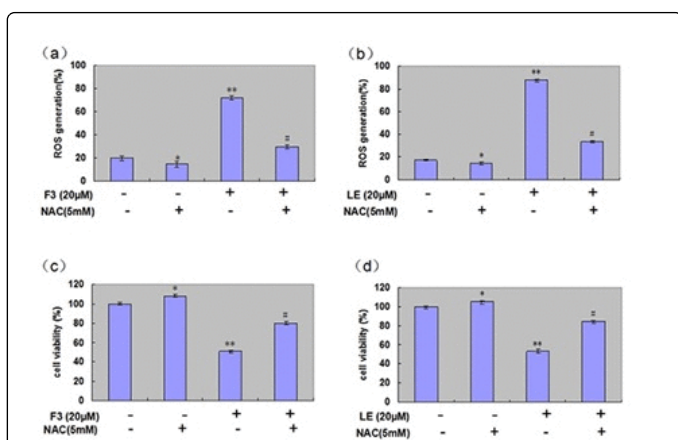 (a)
ROS generation(%)
100
80
60
40
20
0
*
**
#
F3 (20μM) - - + +
NAC(5mM) - + - +
(b)
ROS generation(%)
100
80
60
40
20
0
*
**
#
LE (20μM) - - + +
NAC(5mM) - + - +
(c)
cell viability (%)
120
100
80
60
40
20
0
*
**
#
F3 (20μM) - - + +
NAC(5mM) - + - +
(d)
cell viability (%)
120
100
80
60
40
20
0
*
**
#
LE (20μM) - - + +
NAC(5mM) - + - +